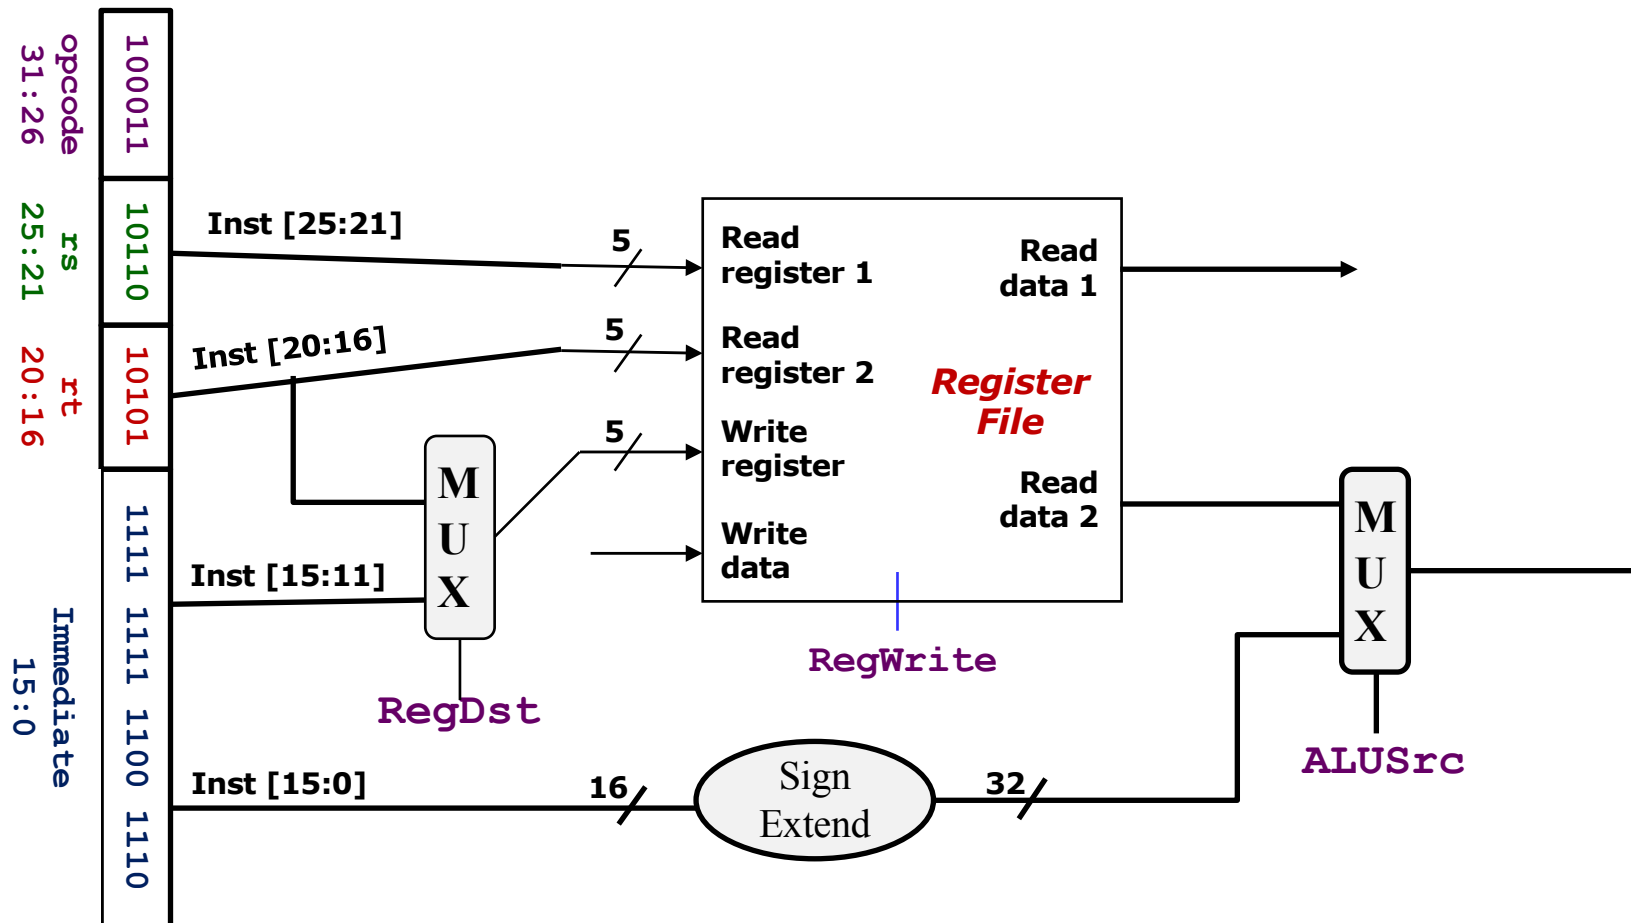 opcode
31:26
100011
rs
25:21
10110
rt
20:16
10101
Immediate
15:0
1111 1111 1100 1110
Inst [25:21]
5
Inst [20:16]
5
5
Inst [15:11]
MUX
RegDst
Read
register 1
Read
register 2
Write
register
Write
data
Read
data 1
Register
File
Read
data 2
RegWrite
MUX
ALUSrc
Inst [15:0]
16
Sign
Extend
32